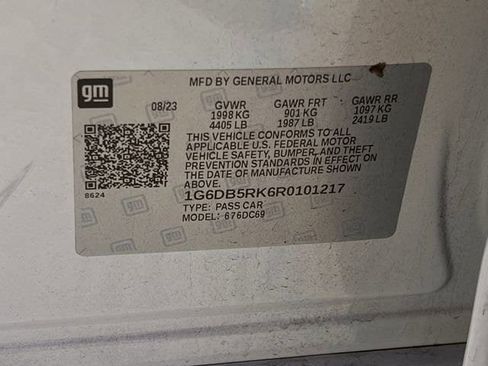 gm
MFD BY GENERAL MOTORS LLC
08/23 GVWR GAWR FRT GAWR RR
1998 KG 901 KG 1097 KG
4405 LB 1987 LB 2419 LB
THIS VEHICLE CONFORMS TO ALL
APPLICABLE U.S. FEDERAL MOTOR
VEHICLE SAFETY, BUMPER, AND THEFT
PREVENTION STANDARDS IN EFFECT ON
THE DATE OF MANUFACTURE SHOWN
ABOVE.
8624
1G6DB5RK6R0101217
TYPE: PASS CAR
MODEL: 676DC69